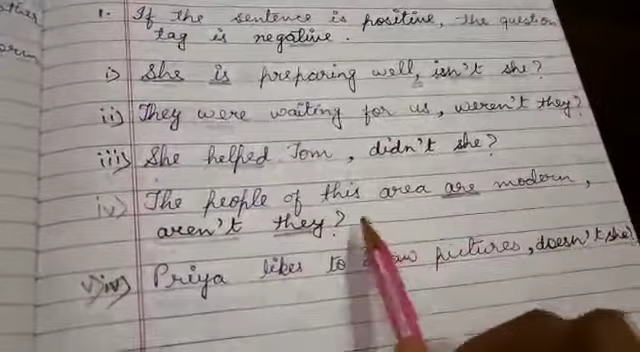 ather
1. If the sentence is positive, the question
tag is negative.
i) She is preparing well, isn't she?
ii) They were waiting for us, weren't they?
iii) She helped Tom, didn't she?
iv) The people of this area are modern,
aren't they?
v) Priya likes to pictures, doesn't she?